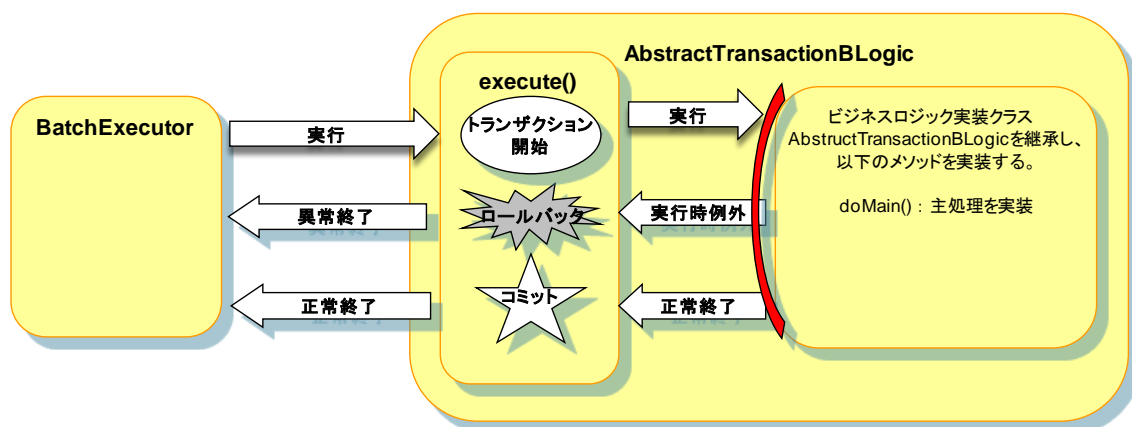 AbstractTransactionBLogic
execute()
BatchExecutor
実行
トランザクション
開始
実行
ビジネスロジック実装クラス
AbstructTransactionBLogicを継承し、
以下のメソッドを実装する。
doMain() : 主処理を実装
異常終了
ロールバック
実行時例外
正常終了
コミット
正常終了